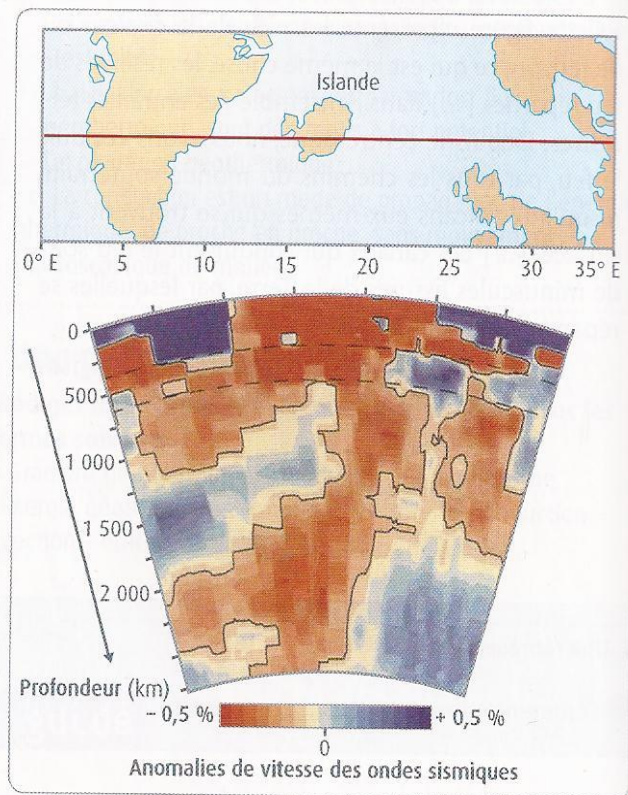 Islande
0° E 5 10 15 20 25 30 35° E
0
500
1 000
1 500
2 000
Profondeur (km)
– 0,5 % + 0,5 %
0
Anomalies de vitesse des ondes sismiques